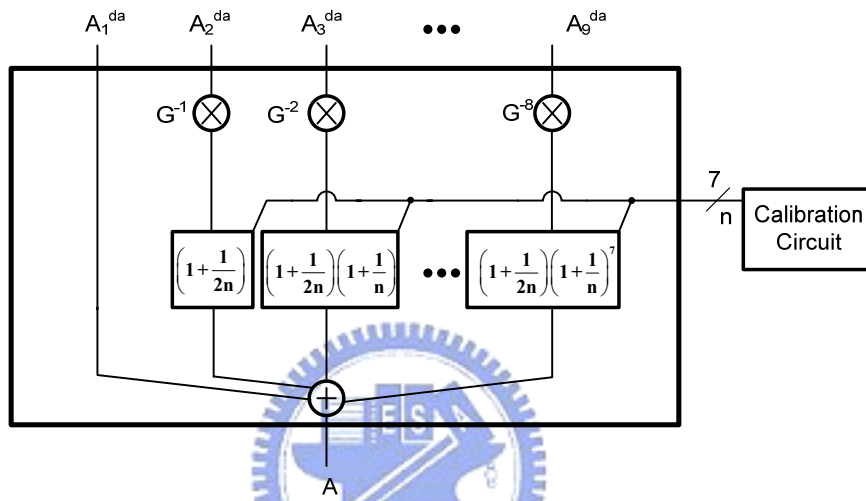 A₁ᵈᵃ A₂ᵈᵃ A₃ᵈᵃ ••• A₉ᵈᵃ
G⁻¹ G⁻² G⁻⁸
7
n
Calibration
Circuit
(1+1/2n) (1+1/2n)(1+1/n) ••• (1+1/2n)(1+1/n)⁷
E S A
A